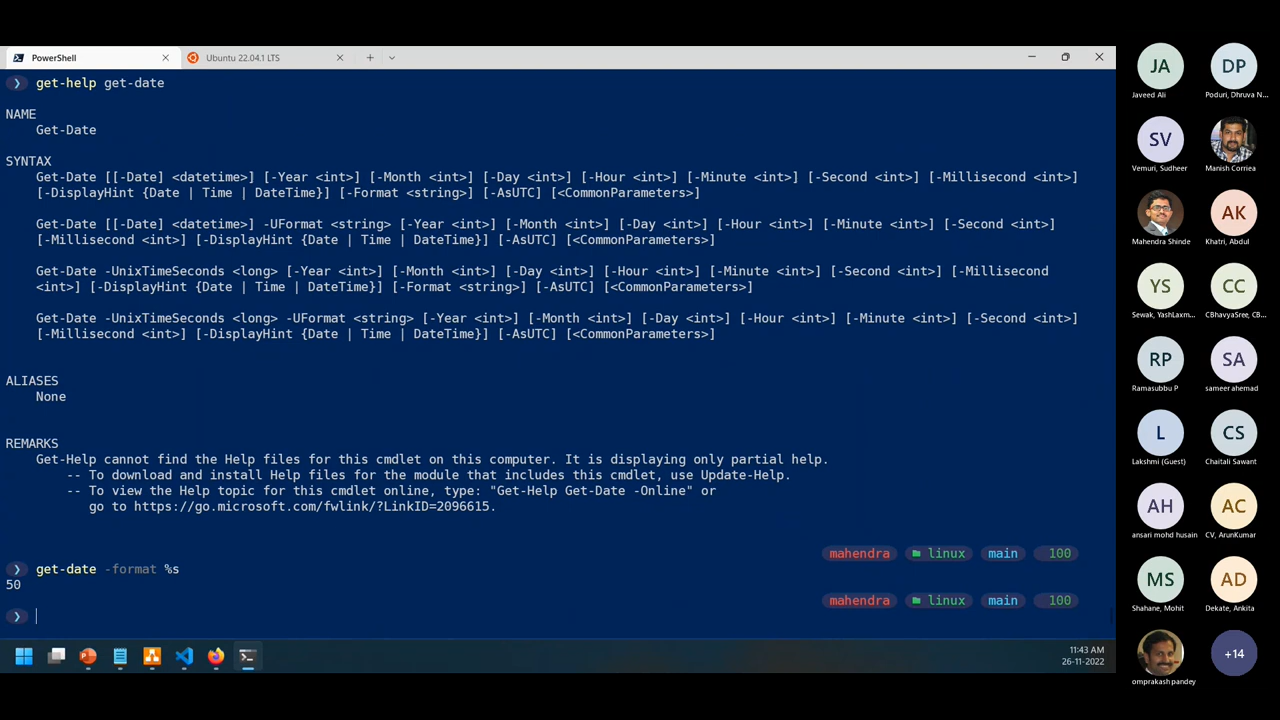 PowerShell
Ubuntu 22.04.1 LTS
❯ get-help get-date
NAME
Get-Date
SYNTAX
Get-Date [[-Date] <datetime>] [-Year <int>] [-Month <int>] [-Day <int>] [-Hour <int>] [-Minute <int>] [-Second <int>] [-Millisecond <int>]
[-DisplayHint {Date | Time | DateTime}] [-Format <string>] [-AsUTC] [<CommonParameters>]
Get-Date [[-Date] <datetime>] -UFormat <string> [-Year <int>] [-Month <int>] [-Day <int>] [-Hour <int>] [-Minute <int>] [-Second <int>]
[-Millisecond <int>] [-DisplayHint {Date | Time | DateTime}] [-AsUTC] [<CommonParameters>]
Get-Date -UnixTimeSeconds <long> [-Year <int>] [-Month <int>] [-Day <int>] [-Hour <int>] [-Minute <int>] [-Second <int>] [-Millisecond
<int>] [-DisplayHint {Date | Time | DateTime}] [-Format <string>] [-AsUTC] [<CommonParameters>]
Get-Date -UnixTimeSeconds <long> -UFormat <string> [-Year <int>] [-Month <int>] [-Day <int>] [-Hour <int>] [-Minute <int>] [-Second <int>]
[-Millisecond <int>] [-DisplayHint {Date | Time | DateTime}] [-AsUTC] [<CommonParameters>]
ALIASES
None
REMARKS
Get-Help cannot find the Help files for this cmdlet on this computer. It is displaying only partial help.
-- To download and install Help files for the module that includes this cmdlet, use Update-Help.
-- To view the Help topic for this cmdlet online, type: "Get-Help Get-Date -Online" or
go to https://go.microsoft.com/fwlink/?LinkID=2096615.
mahendra linux main 100
❯ get-date -format %s
50
mahendra linux main 100
❯
11:43 AM
26-11-2022
JA DP
Javeed Ali Poduri, Dhruva N...
SV
Vemuri, Sudheer Manish Corriea
AK
Mahendra Shinde Khatri, Abdul
YS CC
Sewak, YashLaxm... CBhavyaSree, CB...
RP SA
Ramasubbu P sameer ahemad
L CS
Lakshmi (Guest) Chaitali Sawant
AH AC
ansari mohd husain CV, ArunKumar
MS AD
Shahane, Mohit Dekate, Ankita
+14
omprakash pandey